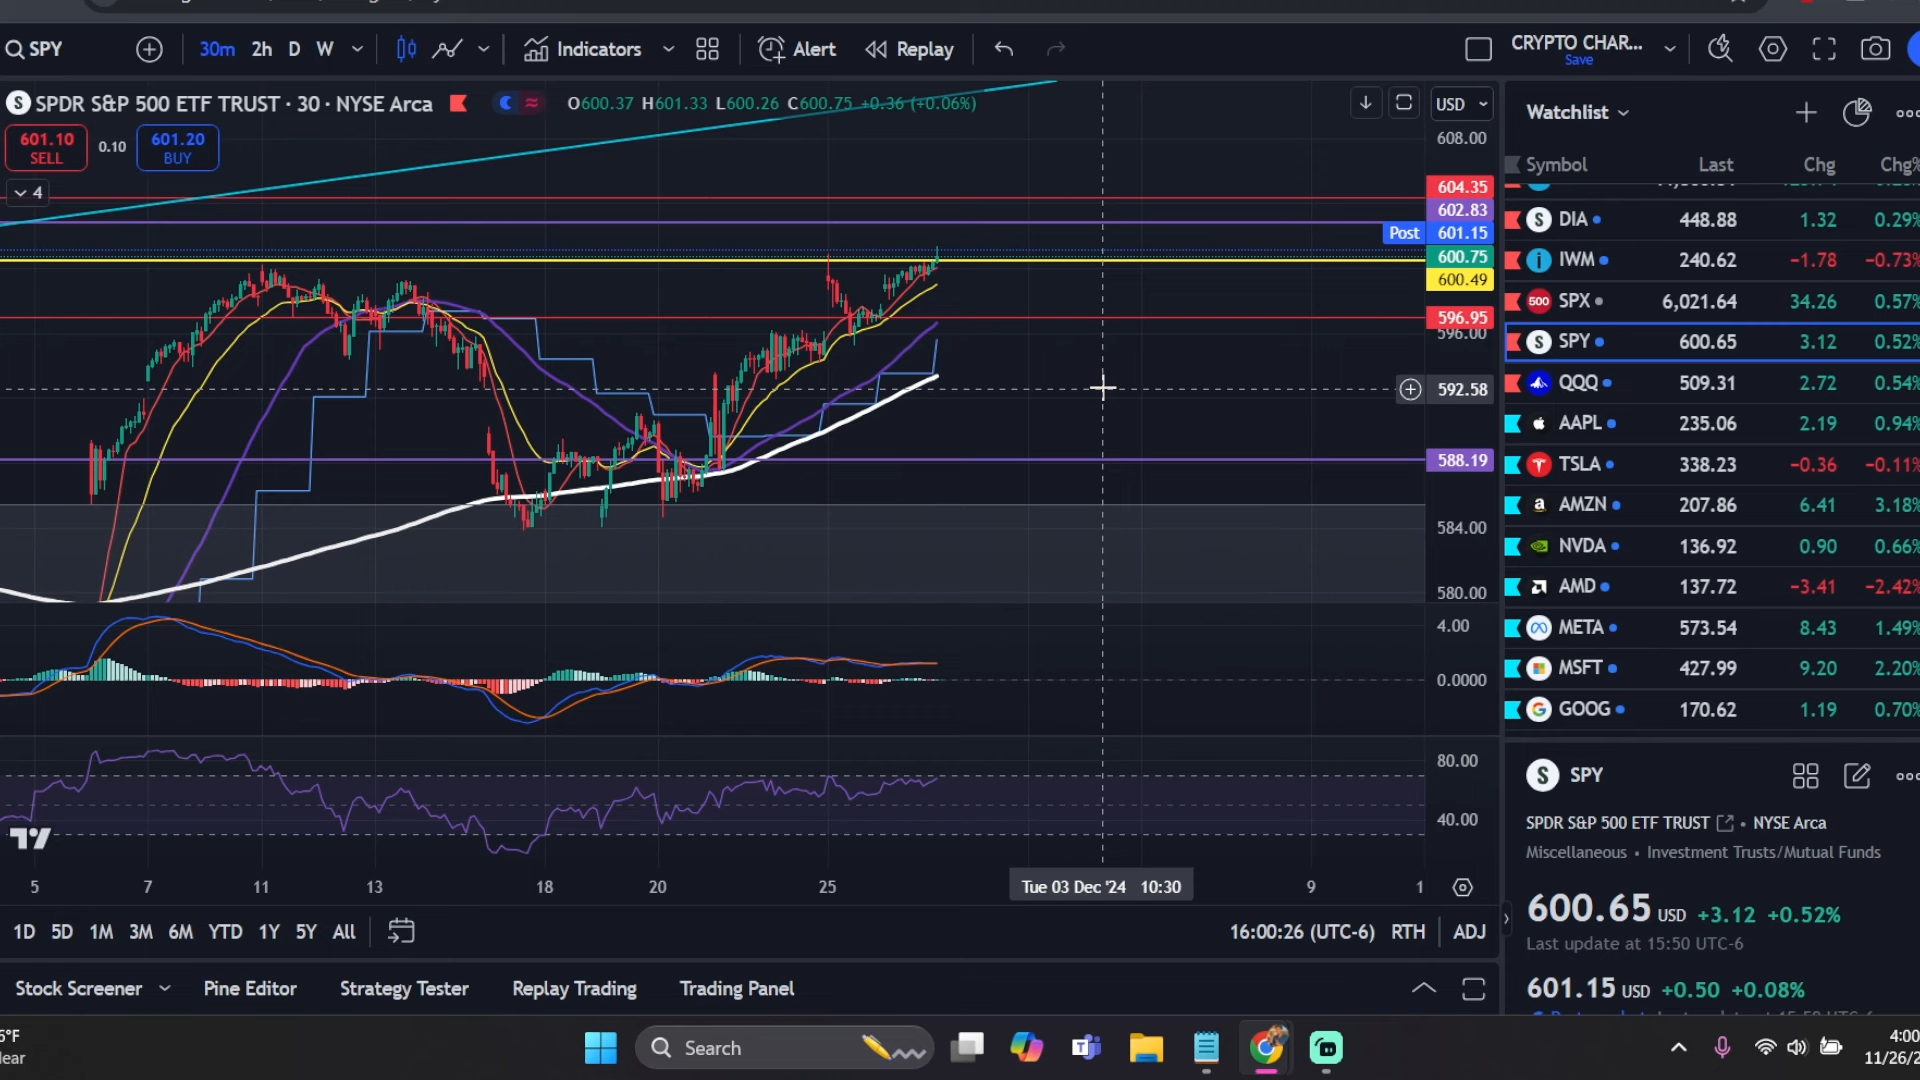 SPY
30m 2h D W
Indicators
Alert
Replay
CRYPTO CHAR...
Save
SPDR S&P 500 ETF TRUST · 30 · NYSE Arca
O600.37 H601.33 L600.26 C600.75 +0.36 (+0.06%)
USD
601.10
SELL
0.10
601.20
BUY
4
608.00
604.35
602.83
Post 601.15
600.75
600.49
596.95
596.00
592.58
588.19
584.00
580.00
4.00
0.0000
80.00
40.00
5 7 11 13 18 20 25 Tue 03 Dec '24 10:30 9 1
1D 5D 1M 3M 6M YTD 1Y 5Y All
16:00:26 (UTC-6) RTH ADJ
Stock Screener Pine Editor Strategy Tester Replay Trading Trading Panel
Watchlist
Symbol Last Chg Chg%
DIA 448.88 1.32 0.29%
IWM 240.62 −1.78 −0.73%
500 SPX 6,021.64 34.26 0.57%
SPY 600.65 3.12 0.52%
QQQ 509.31 2.72 0.54%
AAPL 235.06 2.19 0.94%
TSLA 338.23 −0.36 −0.11%
AMZN 207.86 6.41 3.18%
NVDA 136.92 0.90 0.66%
AMD 137.72 −3.41 −2.42%
META 573.54 8.43 1.49%
MSFT 427.99 9.20 2.20%
GOOG 170.62 1.19 0.70%
SPY
SPDR S&P 500 ETF TRUST • NYSE Arca
Miscellaneous • Investment Trusts/Mutual Funds
600.65 USD +3.12 +0.52%
Last update at 15:50 UTC-6
601.15 USD +0.50 +0.08%
Search
4:00
11/26/2